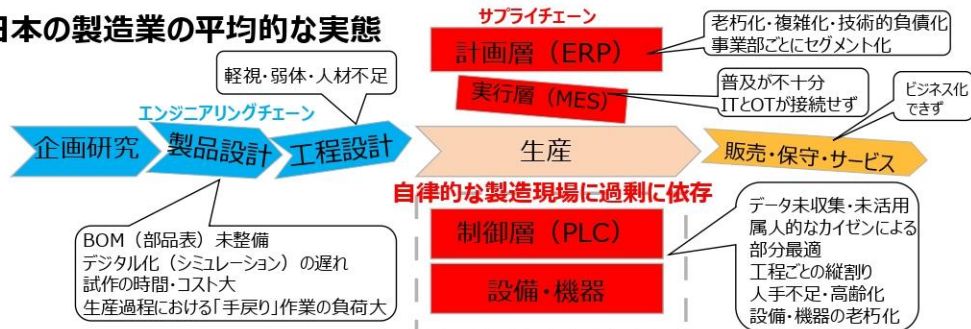 日本の製造業の平均的な実態
サプライチェーン
計画層（ERP）
老朽化・複雑化・技術的負債化
事業部ごとにセグメント化
軽視・弱体・人材不足
実行層（MES）
普及が不十分
ITとOTが接続せず
ビジネス化
できず
エンジニアリングチェーン
企画研究
製品設計
工程設計
生産
販売・保守・サービス
自律的な製造現場に過剰に依存
BOM（部品表）未整備
デジタル化（シミュレーション）の遅れ
試作の時間・コスト大
生産過程における「手戻り」作業の負荷大
制御層（PLC）
設備・機器
データ未収集・未活用
属人的なカイゼンによる
部分最適
工程ごとの縦割り
人手不足・高齢化
設備・機器の老朽化